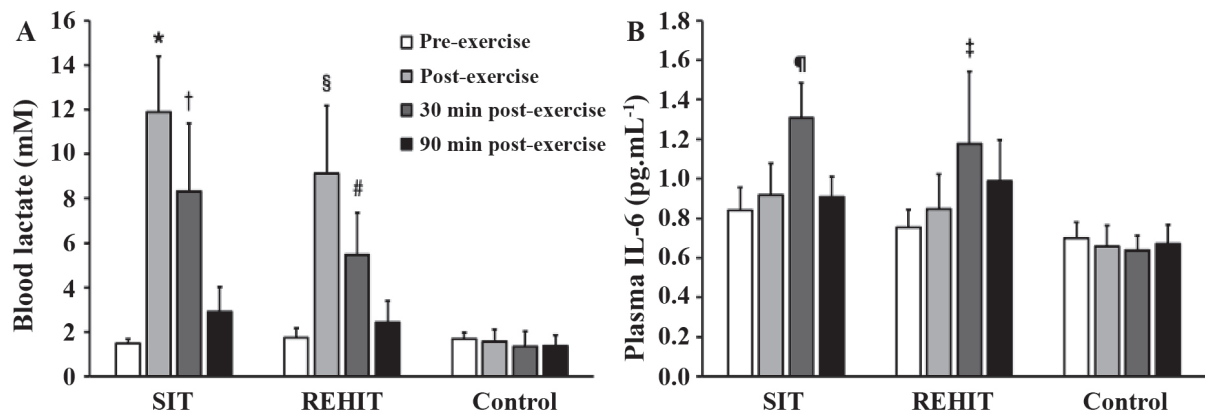 A
Blood lactate (mM)
16
14
12
10
8
6
4
2
0
*
†
§
#
Pre-exercise
Post-exercise
30 min post-exercise
90 min post-exercise
SIT REHIT Control
B
Plasma IL-6 (pg.mL-1)
1.8
1.6
1.4
1.2
1.0
0.8
0.6
0.4
0.2
0.0
¶
‡
SIT REHIT Control